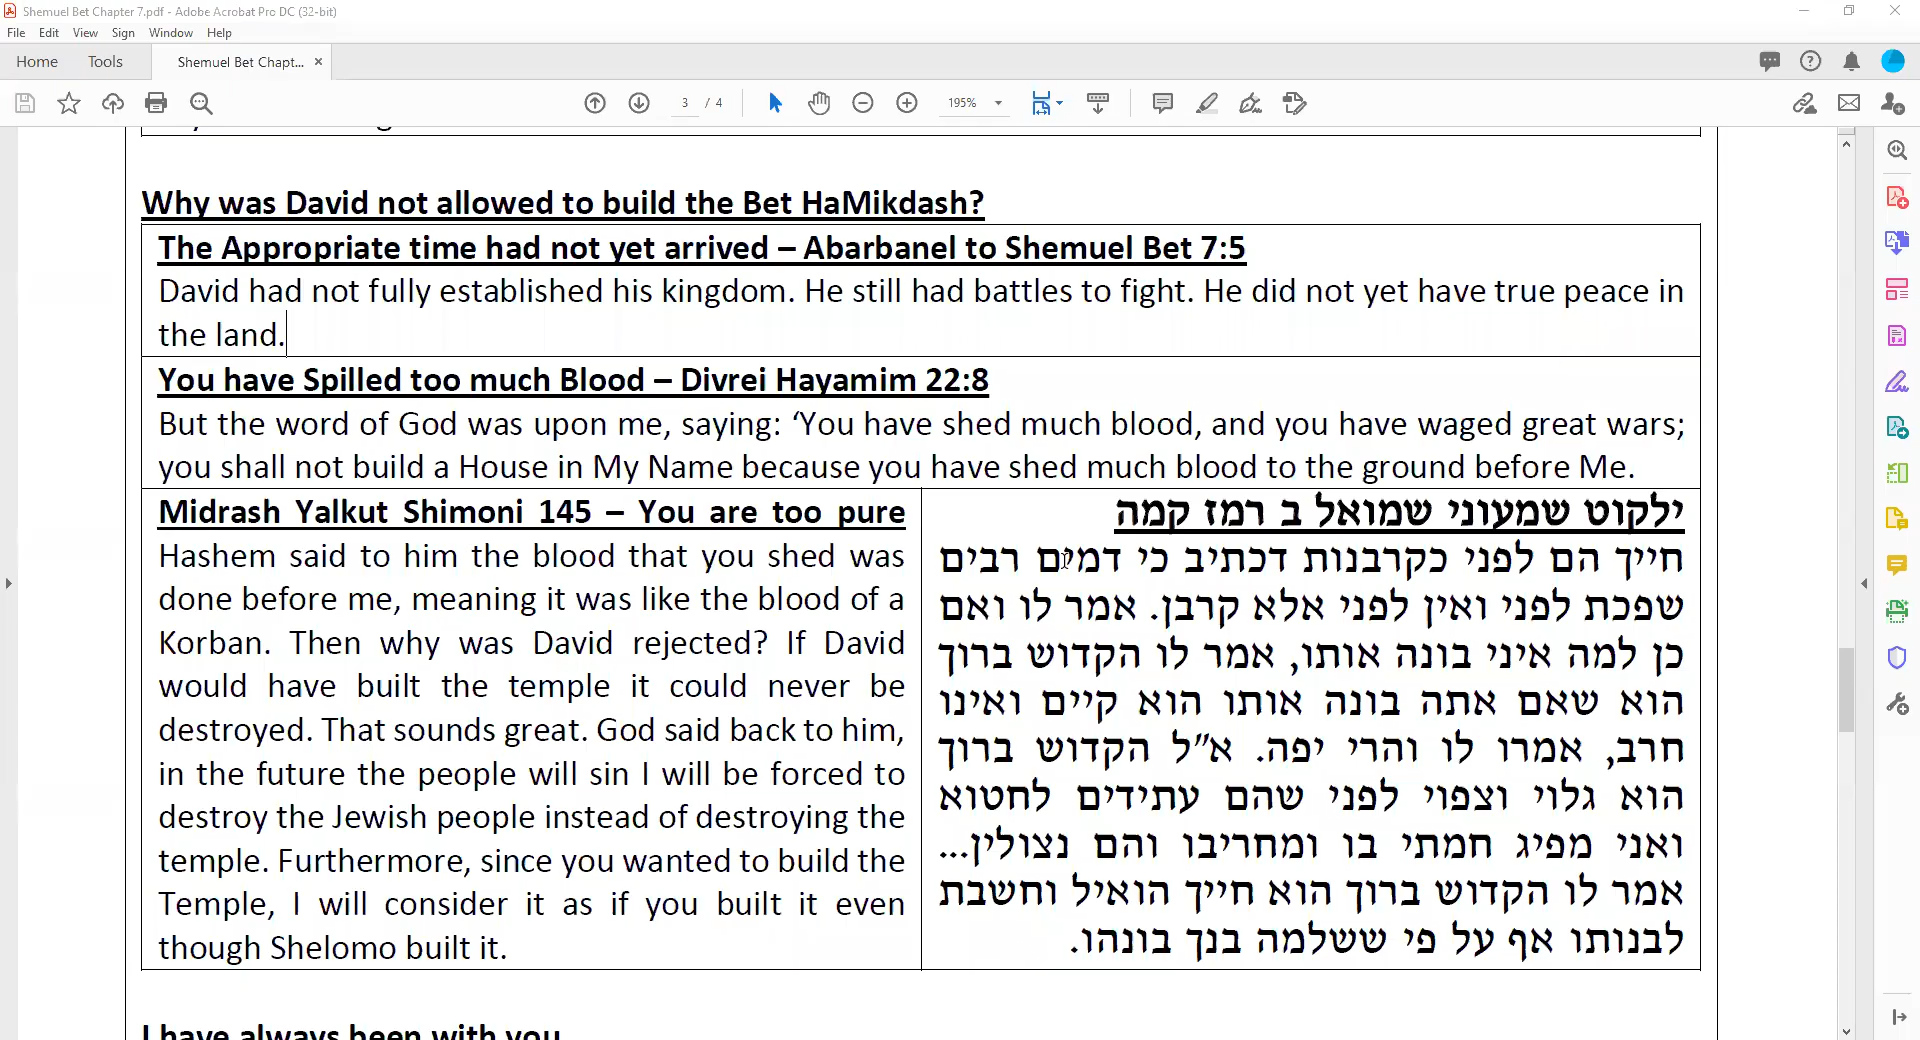 Shemuel Bet Chapter 7.pdf - Adobe Acrobat Pro DC (32-bit)
File Edit View Sign Window Help
Home Tools Shemuel Bet Chapt... ×
3 / 4 195%
Why was David not allowed to build the Bet HaMikdash?
The Appropriate time had not yet arrived – Abarbanel to Shemuel Bet 7:5
David had not fully established his kingdom. He still had battles to fight. He did not yet have true peace in
the land.
You have Spilled too much Blood – Divrei Hayamim 22:8
But the word of God was upon me, saying: ‘You have shed much blood, and you have waged great wars;
you shall not build a House in My Name because you have shed much blood to the ground before Me.
Midrash Yalkut Shimoni 145 – You are too pure
Hashem said to him the blood that you shed was
done before me, meaning it was like the blood of a
Korban. Then why was David rejected? If David
would have built the temple it could never be
destroyed. That sounds great. God said back to him,
in the future the people will sin I will be forced to
destroy the Jewish people instead of destroying the
temple. Furthermore, since you wanted to build the
Temple, I will consider it as if you built it even
though Shelomo built it.
ילקוט שמעוני שמואל ב רמז קמה
חייך הם לפני כקרבנות דכתיב כי דמים רבים
שפכת לפני ואין לפני אלא קרבן. אמר לו ואם
כן למה איני בונה אותו, אמר לו הקדוש ברוך
הוא שאם אתה בונה אותו הוא קיים ואינו
חרב, אמרו לו והרי יפה. א"ל הקדוש ברוך
הוא גלוי וצפוי לפני שהם עתידים לחטוא
ואני מפיג חמתי בו ומחריבו והם נצולין...
אמר לו הקדוש ברוך הוא חייך הואיל וחשבת
לבנותו אף על פי ששלמה בנך בונהו.
I have always been with you